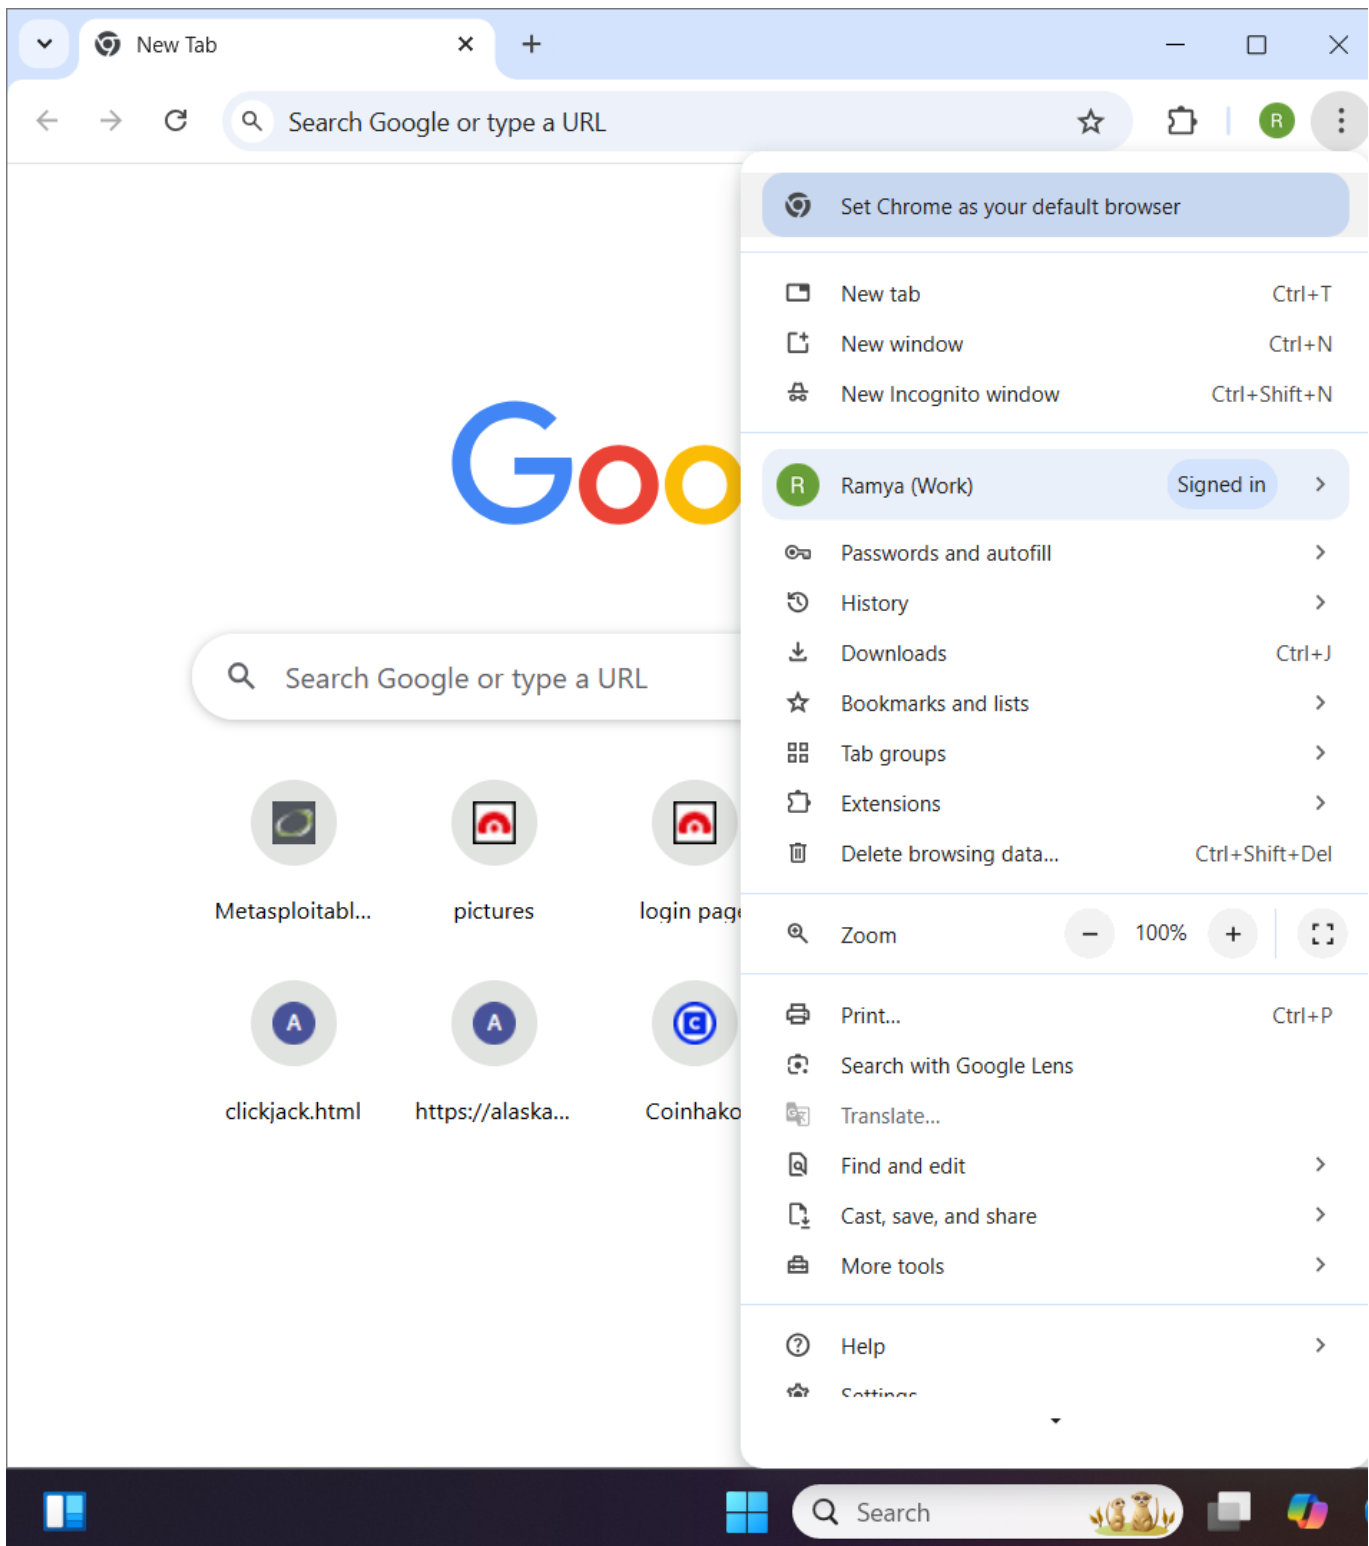 New Tab
Search Google or type a URL
R
Set Chrome as your default browser
New tab Ctrl+T
New window Ctrl+N
New Incognito window Ctrl+Shift+N
R Ramya (Work) Signed in
Passwords and autofill
History
Downloads Ctrl+J
Bookmarks and lists
Tab groups
Extensions
Delete browsing data... Ctrl+Shift+Del
Zoom 100%
Print... Ctrl+P
Search with Google Lens
Translate...
Find and edit
Cast, save, and share
More tools
Help
Settings
Goo
Search Google or type a URL
Metasploitabl... pictures login page
A A C
clickjack.html https://alaska... Coinhako
Search